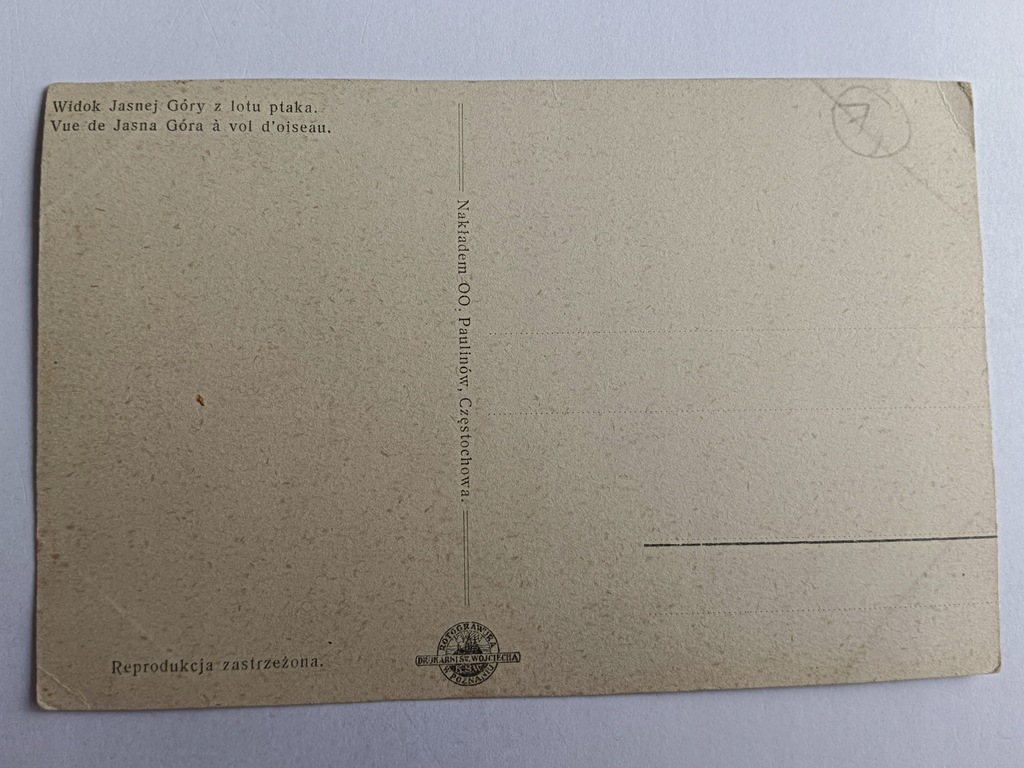 Widok Jasnej Góry z lotu ptaka.
Vue de Jasna Góra à vol d'oiseau.
Nakładem OO. Paulinów, Częstochowa.
Reprodukcja zastrzeżona.
ROTOGRAWJURA
DRUKARNI ŚW. WOJCIECHA
W POZNANIU